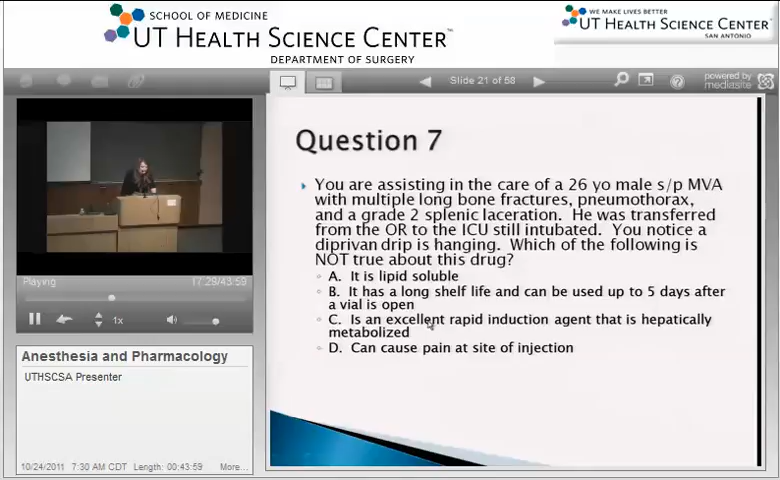 SCHOOL OF MEDICINE
UT HEALTH SCIENCE CENTER™
DEPARTMENT OF SURGERY
WE MAKE LIVES BETTER
UT HEALTH SCIENCE CENTER
SAN ANTONIO
Slide 21 of 58
powered by
mediasite
Playing
17:29/43:59
1x
Anesthesia and Pharmacology
UTHSCSA Presenter
10/24/2011 7:30 AM CDT Length: 00:43:59 More...
Question 7
You are assisting in the care of a 26 yo male s/p MVA
with multiple long bone fractures, pneumothorax,
and a grade 2 splenic laceration. He was transferred
from the OR to the ICU still intubated. You notice a
diprivan drip is hanging. Which of the following is
NOT true about this drug?
A. It is lipid soluble
B. It has a long shelf life and can be used up to 5 days after
a vial is open
C. Is an excellent rapid induction agent that is hepatically
metabolized
D. Can cause pain at site of injection